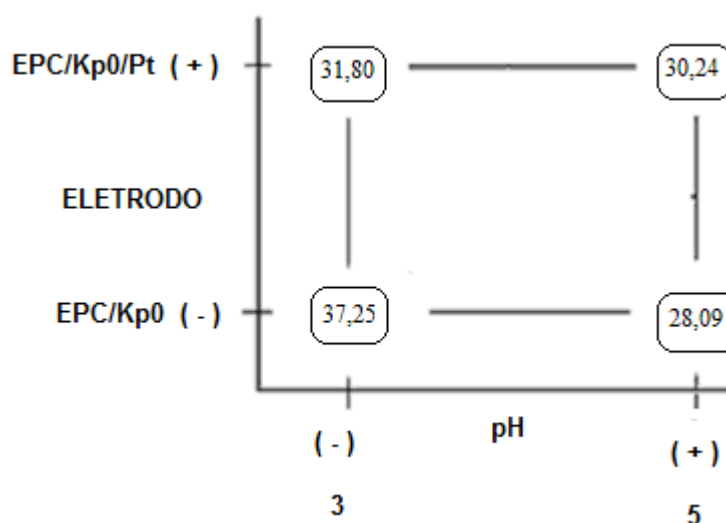 EPC/Kp0/Pt ( + )
31,80
30,24
ELETRODO
EPC/Kp0 ( - )
37,25
28,09
( - )
pH
( + )
3
5